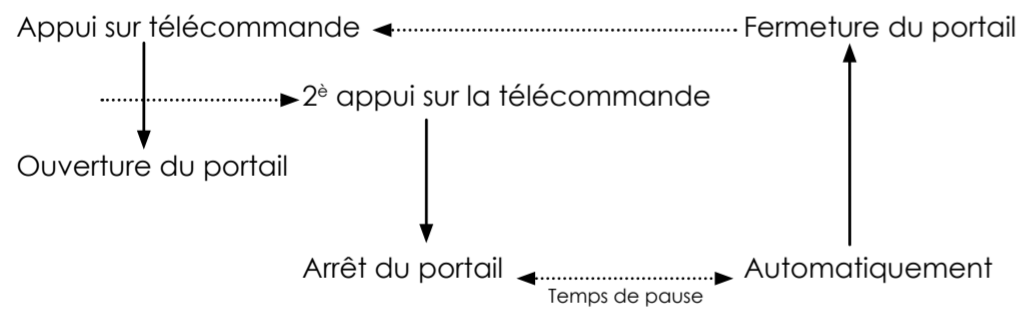 Appui sur télécommande
Fermeture du portail
2è appui sur la télécommande
Ouverture du portail
Arrêt du portail
Automatiquement
Temps de pause